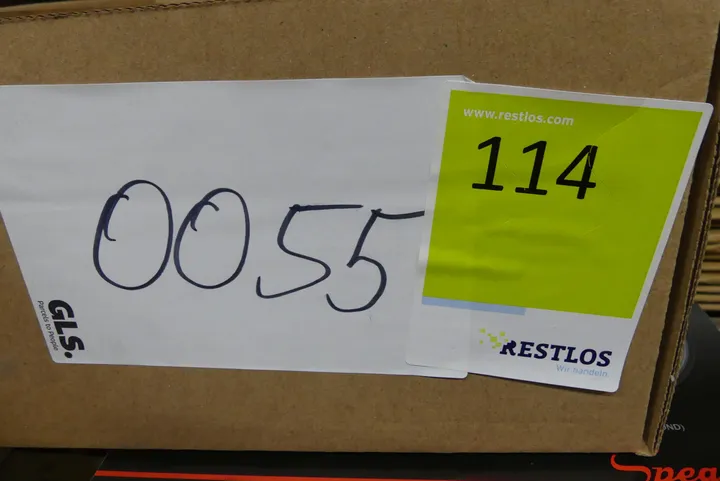 0055
GLS.
Parcels to People
www.restlos.com
114
RESTLOS
Wir handeln